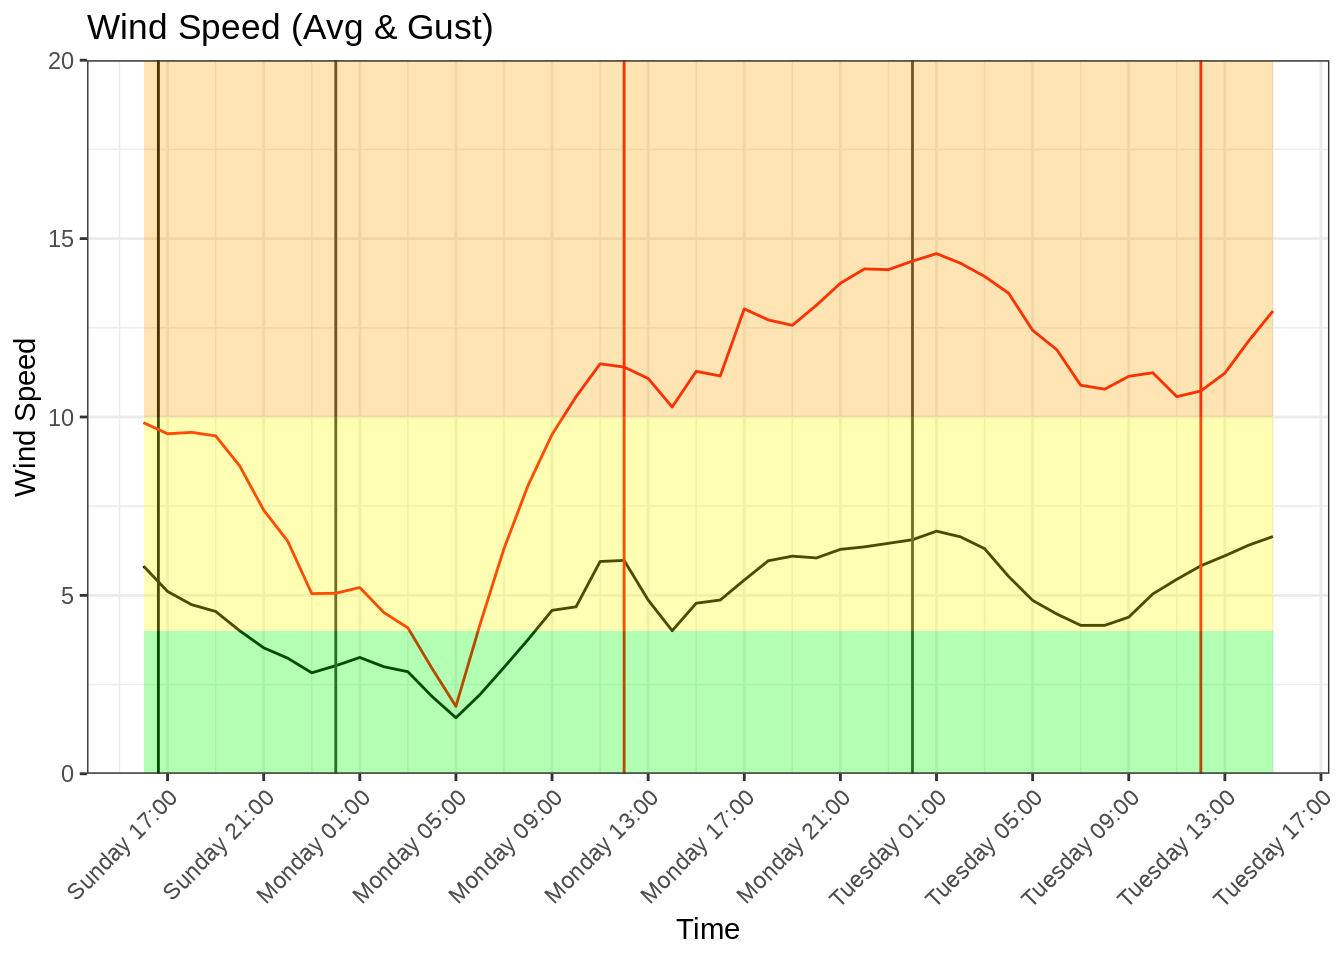 Wind Speed (Avg & Gust)
20
15
10
5
0
Wind Speed
Sunday 17:00
Sunday 21:00
Monday 01:00
Monday 05:00
Monday 09:00
Monday 13:00
Monday 17:00
Monday 21:00
Tuesday 01:00
Tuesday 05:00
Tuesday 09:00
Tuesday 13:00
Tuesday 17:00
Time